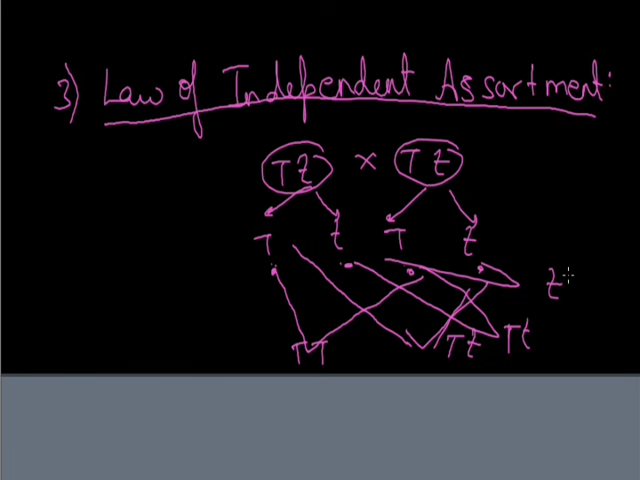 3) Law of Independent Assortment:
Tt x Tt
T t T t
t
TT Tt Tt